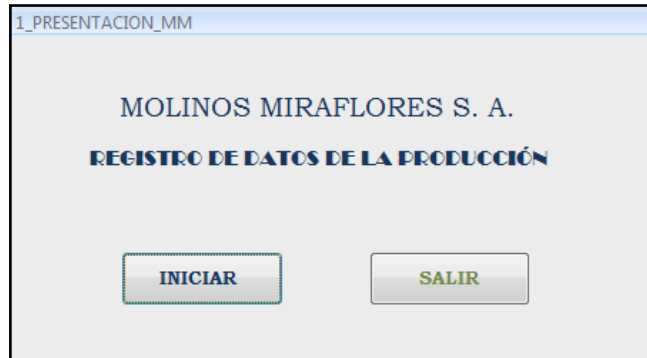 1_PRESENTACION_MM
MOLINOS MIRAFLORES S. A.
REGISTRO DE DATOS DE LA PRODUCCIÓN
INICIAR SALIR